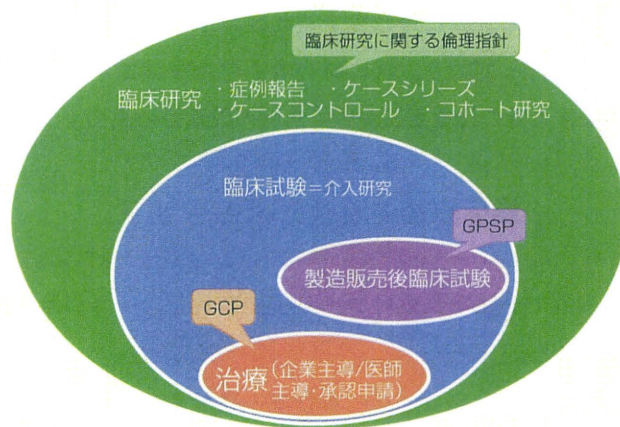 臨床研究に関する倫理指針
臨床研究 ・症例報告 ・ケースシリーズ
・ケースコントロール ・コホート研究
臨床試験=介入研究
GPSP
製造販売後臨床試験
GCP
治療(企業主導/医師
主導・承認申請)